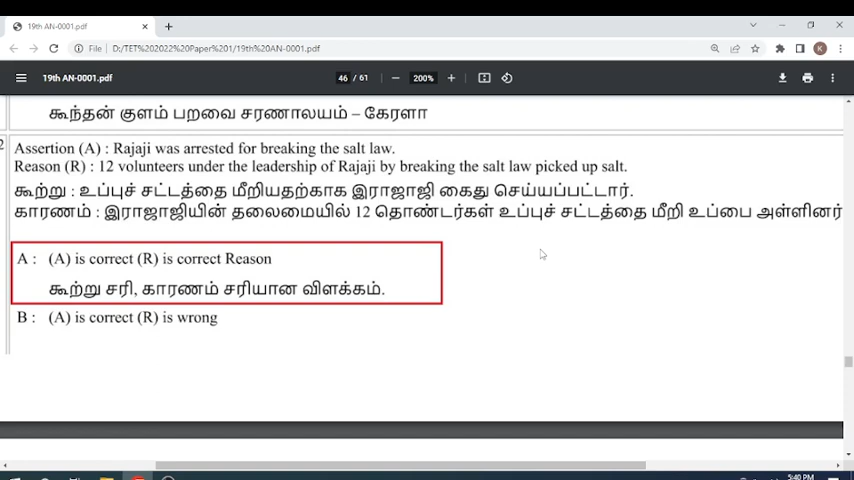 19th AN-0001.pdf
File | D:/TET%202022%20Paper%201/19th%20AN-0001.pdf
K
19th AN-0001.pdf
46 / 61
200%
கூந்தன் குளம் பறவை சரணாலயம் – கேரளா
2 Assertion (A) : Rajaji was arrested for breaking the salt law.
Reason (R) : 12 volunteers under the leadership of Rajaji by breaking the salt law picked up salt.
கூற்று : உப்புச் சட்டத்தை மீறியதற்காக இராஜாஜி கைது செய்யப்பட்டார்.
காரணம் : இராஜாஜியின் தலைமையில் 12 தொண்டர்கள் உப்புச் சட்டத்தை மீறி உப்பை அள்ளினர்
A : (A) is correct (R) is correct Reason
கூற்று சரி, காரணம் சரியான விளக்கம்.
B : (A) is correct (R) is wrong
5:40 PM